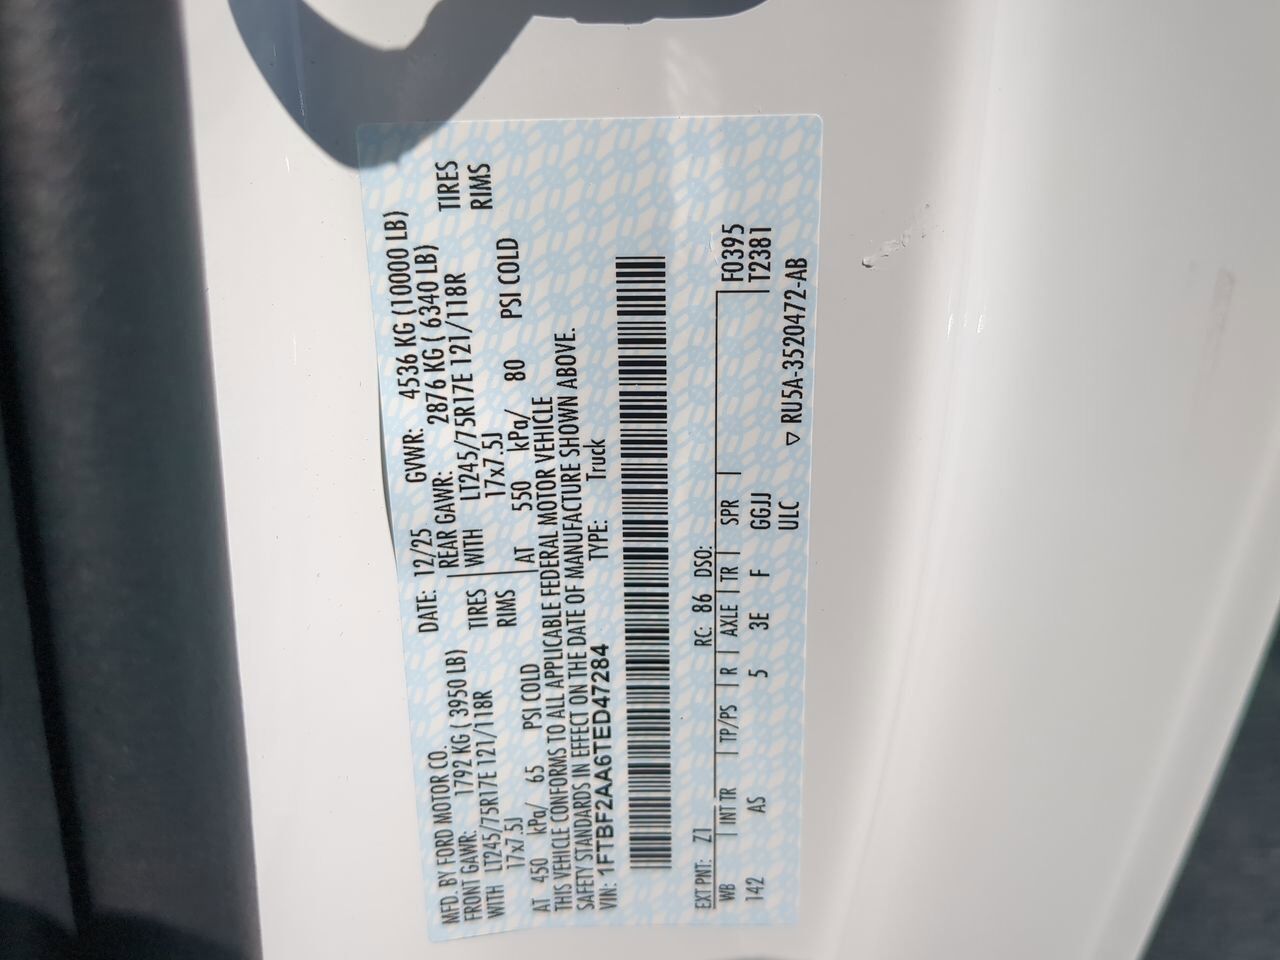 MFD. BY FORD MOTOR CO.
DATE: 12/25 GVWR: 4536 KG (10000 LB)
FRONT GAWR: 1792 KG ( 3950 LB) REAR GAWR: 2876 KG ( 6340 LB)
WITH LT245/75R17E 121/118R TIRES WITH LT245/75R17E 121/118R TIRES
17x7.5J RIMS 17x7.5J RIMS
AT 450 kPa/ 65 PSI COLD AT 550 kPa/ 80 PSI COLD
THIS VEHICLE CONFORMS TO ALL APPLICABLE FEDERAL MOTOR VEHICLE
SAFETY STANDARDS IN EFFECT ON THE DATE OF MANUFACTURE SHOWN ABOVE.
VIN: 1FTBF2AA6TED47284 TYPE: Truck
EXT PNT: Z1 RC: 86 DSO:
WB INT TR TP/PS R AXLE TR SPR F0395
142 AS 5 3E F GGJJ T2381
ULC ▽ RU5A-3520472-AB